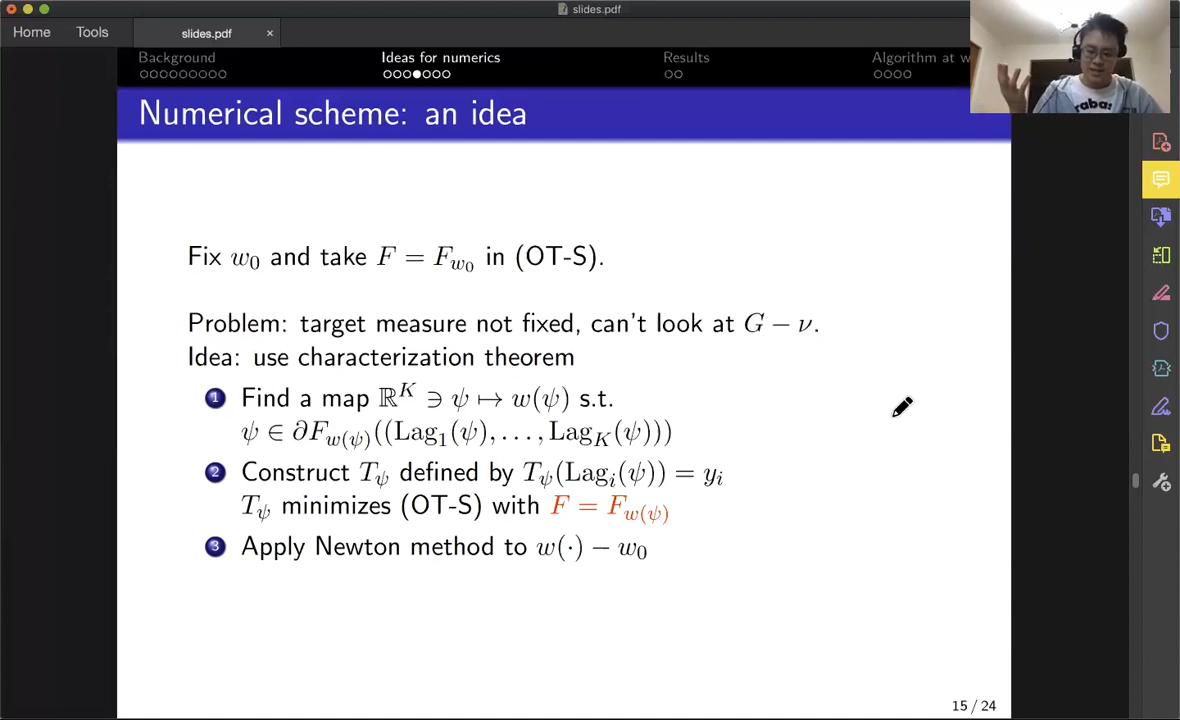 slides.pdf
Home Tools slides.pdf ×
Background Ideas for numerics Results Algorithm at w
Numerical scheme: an idea
rabas
Fix w₀ and take F = F_{w₀} in (OT-S).
Problem: target measure not fixed, can't look at G − ν.
Idea: use characterization theorem
1 Find a map ℝ^K ∋ ψ ↦ w(ψ) s.t.
ψ ∈ ∂F_{w(ψ)}((Lag₁(ψ), . . . , Lag_K(ψ)))
2 Construct T_ψ defined by T_ψ(Lag_i(ψ)) = y_i
T_ψ minimizes (OT-S) with F = F_{w(ψ)}
3 Apply Newton method to w(·) − w₀
15 / 24